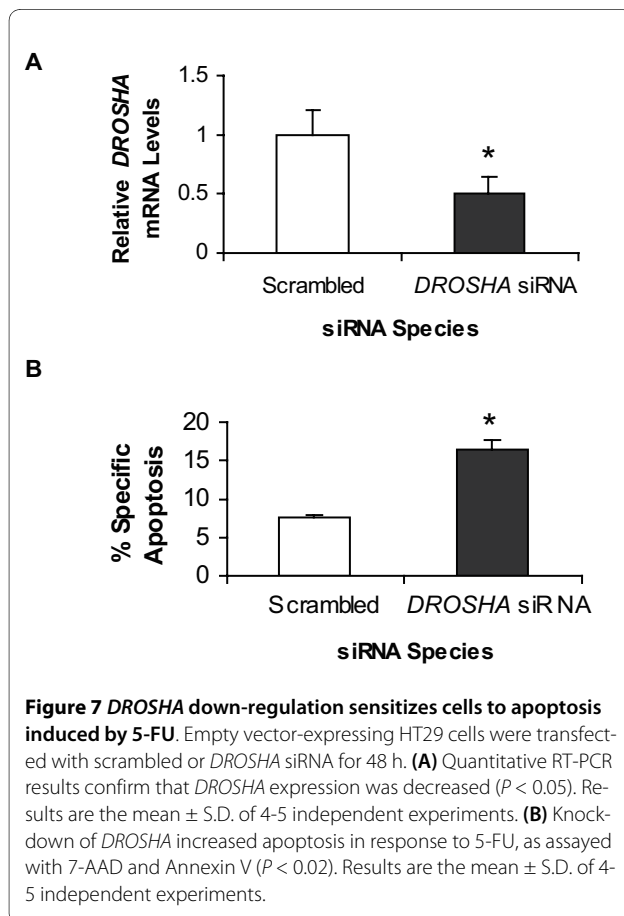 A
Relative DROSHA
mRNA Levels
1.5
1
0.5
0
*
Scrambled DROSHA siRNA
siRNA Species
B
% Specific
Apoptosis
20
15
10
5
0
*
Scrambled DROSHA siRNA
siRNA Species
Figure 7 DROSHA down-regulation sensitizes cells to apoptosis
induced by 5-FU. Empty vector-expressing HT29 cells were transfect-
ed with scrambled or DROSHA siRNA for 48 h. (A) Quantitative RT-PCR
results confirm that DROSHA expression was decreased (P < 0.05). Re-
sults are the mean ± S.D. of 4-5 independent experiments. (B) Knock-
down of DROSHA increased apoptosis in response to 5-FU, as assayed
with 7-AAD and Annexin V (P < 0.02). Results are the mean ± S.D. of 4-
5 independent experiments.